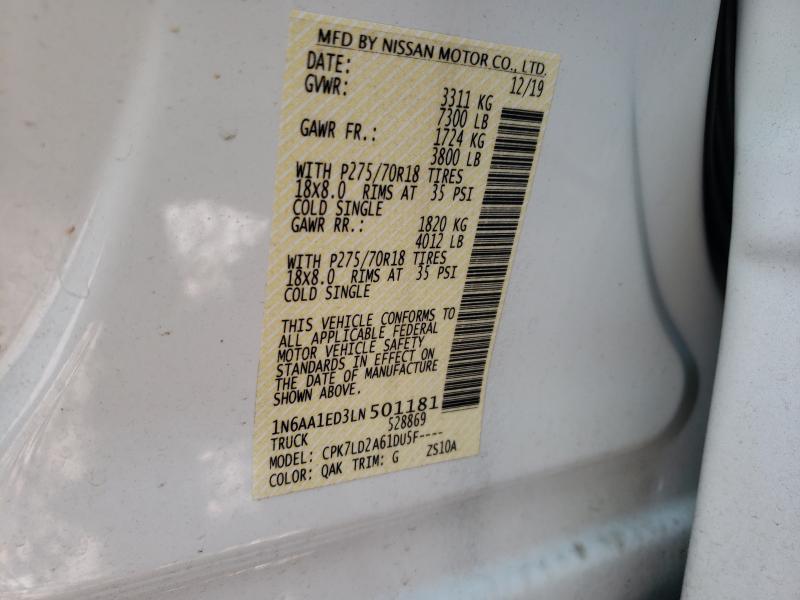 MFD BY NISSAN MOTOR CO., LTD.
DATE: 12/19
GVWR: 3311 KG
7300 LB
GAWR FR.: 1724 KG
3800 LB
WITH P275/70R18 TIRES
18X8.0 RIMS AT 35 PSI
COLD SINGLE
GAWR RR.: 1820 KG
4012 LB
WITH P275/70R18 TIRES
18X8.0 RIMS AT 35 PSI
COLD SINGLE
THIS VEHICLE CONFORMS TO
ALL APPLICABLE FEDERAL
MOTOR VEHICLE SAFETY
STANDARDS IN EFFECT ON
THE DATE OF MANUFACTURE
SHOWN ABOVE.
1N6AA1ED3LN501181
TRUCK 528869
MODEL: CPK7LD2A61DU5F----
COLOR: QAK TRIM: G ZS10A